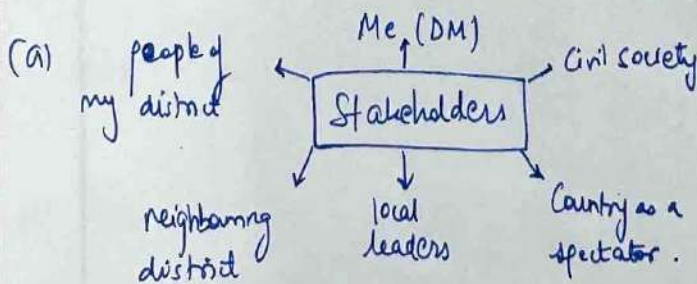 (a)
people of
my district
Me (DM)
Civil society
Stakeholders
neighbouring
district
local
leaders
Country as a
spectator.